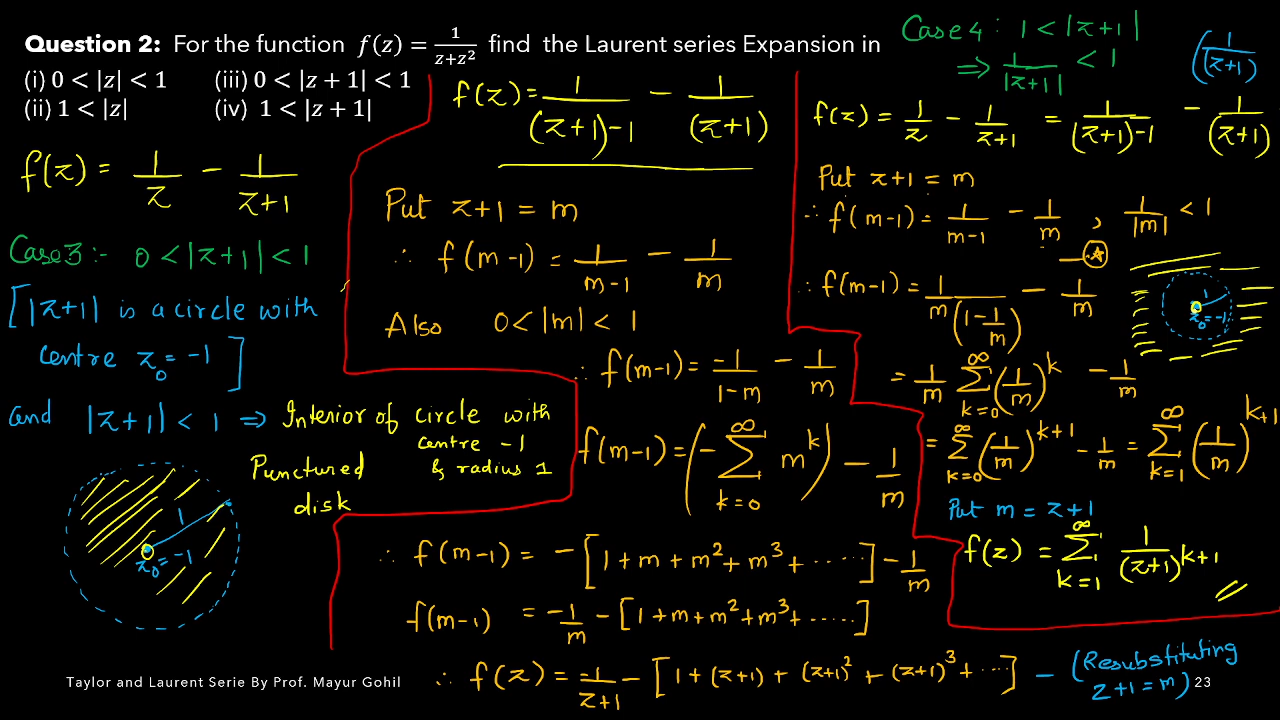 Question 2: For the function f(z) = 1/(z+z²) find the Laurent series Expansion in
(i) 0 < |z| < 1 (iii) 0 < |z + 1| < 1
(ii) 1 < |z| (iv) 1 < |z + 1|
f(z) = 1/z - 1/(z+1)
Case 3:- 0 < |z+1| < 1
[|z+1| is a circle with
centre z₀ = -1]
and |z+1| < 1 ⇒ Interior of circle with
centre -1
& radius 1
Punctured
disk
1
z₀ = -1
f(z) = 1/((z+1)-1) - 1/(z+1)
Put z+1 = m
∴ f(m-1) = 1/(m-1) - 1/m
Also 0 < |m| < 1
∴ f(m-1) = -1/(1-m) - 1/m
f(m-1) = (-∑_{k=0}^{∞} m^k) - 1/m
∴ f(m-1) = -[1 + m + m² + m³ + .....] - 1/m
f(m-1) = -1/m - [1 + m + m² + m³ + .....]
∴ f(z) = -1/(z+1) - [1 + (z+1) + (z+1)² + (z+1)³ + ....] - (Resubstituting
z+1 = m)
Case 4: 1 < |z+1|
⇒ 1/|z+1| < 1
(1/(z+1))
f(z) = 1/z - 1/(z+1) = 1/((z+1)-1) - 1/(z+1)
Put z+1 = m
∴ f(m-1) = 1/(m-1) - 1/m , 1/|m| < 1
- ☆
∴ f(m-1) = 1/(m(1-1/m)) - 1/m
1
z₀ = -1
= 1/m ∑_{k=0}^{∞} (1/m)^k - 1/m
= ∑_{k=0}^{∞} (1/m)^{k+1} - 1/m = ∑_{k=1}^{∞} (1/m)^{k+1}
Put m = z+1
f(z) = ∑_{k=1}^{∞} 1/(z+1)^{k+1}
Taylor and Laurent Serie By Prof. Mayur Gohil
23